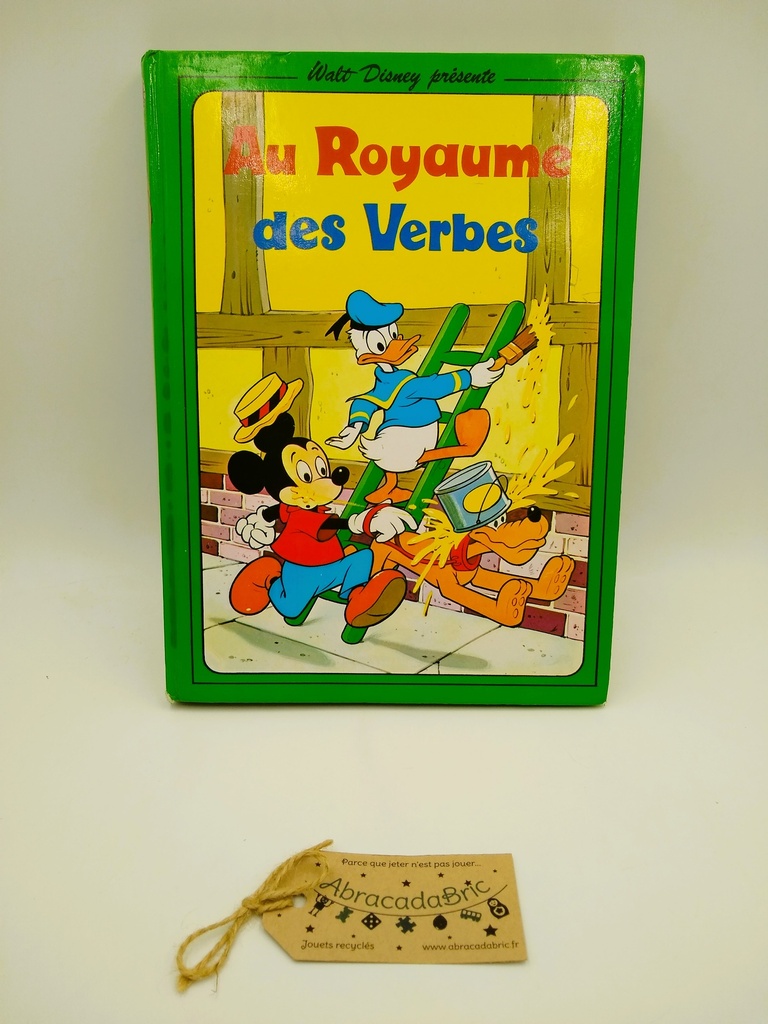 Walt Disney présente
Au Royaume
des Verbes
Parce que jeter n'est pas jouer...
AbracadaBric
Jouets recyclés
www.abracadabric.fr